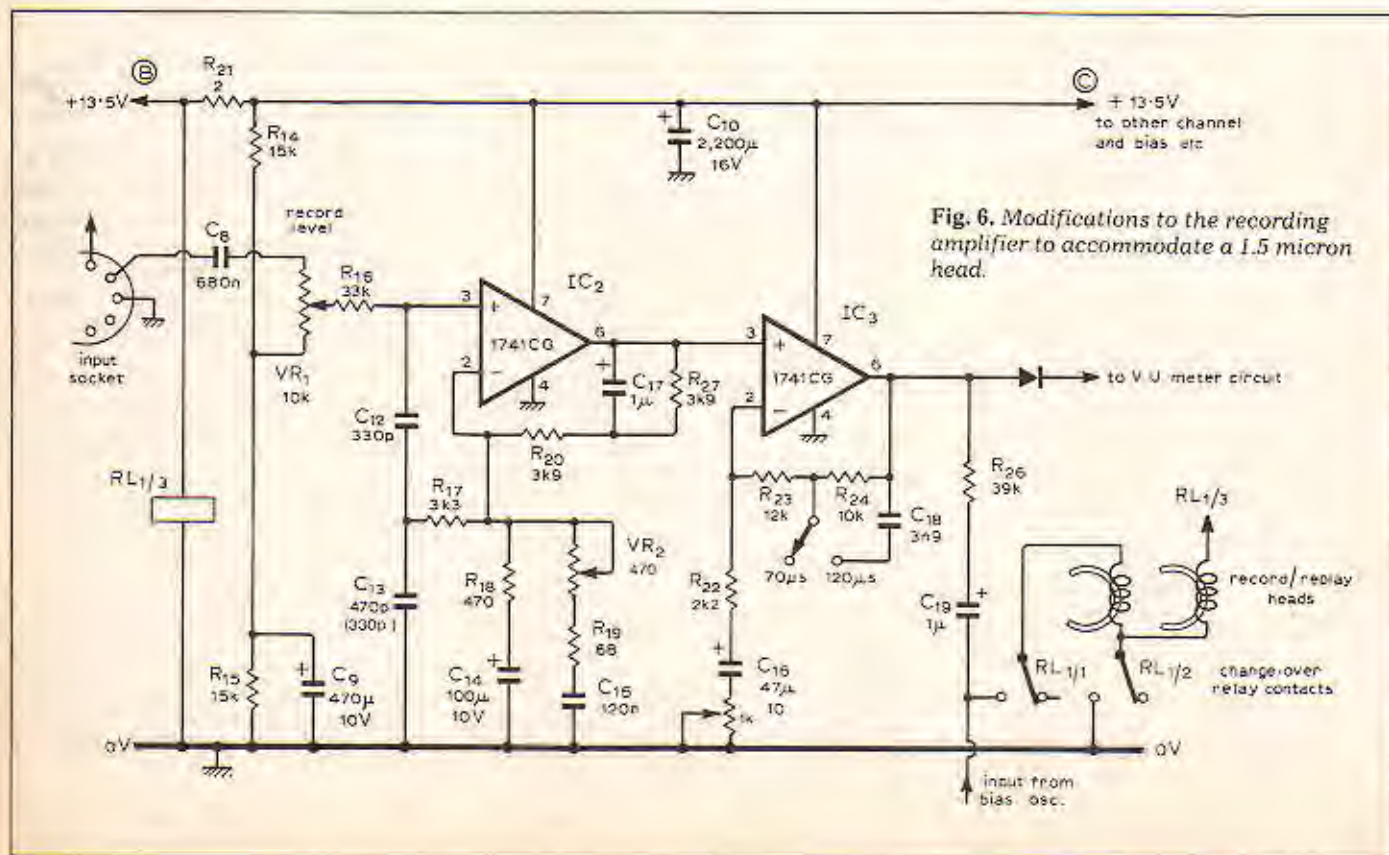 B
R21
2
+13·5V
C
+ 13·5V
to other channel
and bias etc
R14
15k
+
C10
2,200μ
16V
record
level
C8
680n
R16
33k
Fig. 6. Modifications to the recording
amplifier to accommodate a 1.5 micron
head.
input
socket
VR1
10k
3
+
7
IC2
1741CG
6
2
−
4
+
C17
1μ
R27
3k9
3
+
7
IC3
1741CG
6
2
−
4
to V.U. meter circuit
C12
330p
R20
3k9
RL1/3
R17
3k3
R23
12k
R24
10k
C18
3n9
R26
39k
RL1/3
VR2
470
70μs
120μs
record/replay
heads
C13
470p
(330p)
R18
470
R22
2k2
C19
1μ
+
R19
68
RL1/1
RL1/2
change-over
relay contacts
R15
15k
+
C9
470μ
10V
+
C14
100μ
10V
C15
+
C16
47μ
10
1k
0V
0V
input from
bias osc.